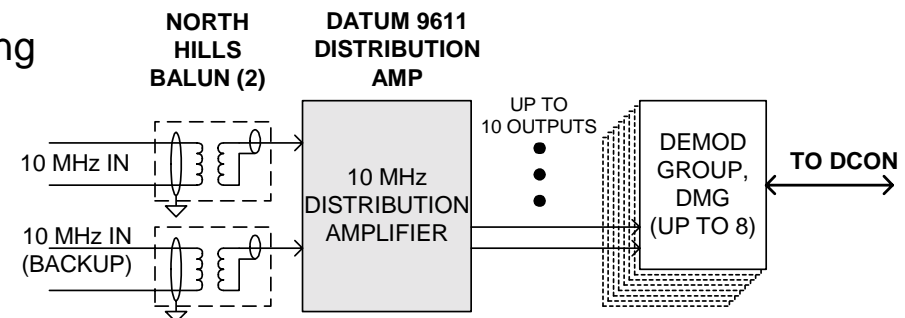 ng
NORTH
HILLS
BALUN (2)
DATUM 9611
DISTRIBUTION
AMP
10 MHz IN
10 MHz IN
(BACKUP)
10 MHz
DISTRIBUTION
AMPLIFIER
UP TO
10 OUTPUTS
DEMOD
GROUP,
DMG
(UP TO 8)
TO DCON